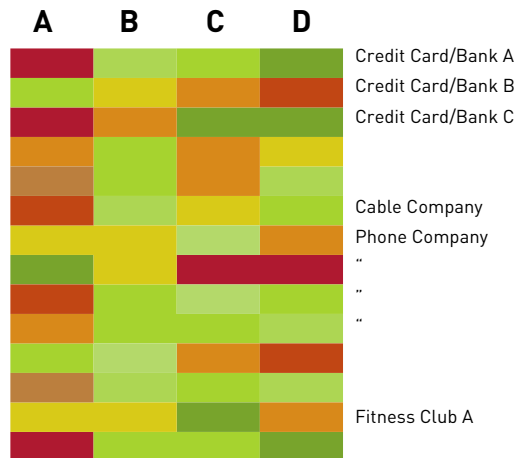 A B C D
Credit Card/Bank A
Credit Card/Bank B
Credit Card/Bank C
Cable Company
Phone Company
“
”
“
Fitness Club A